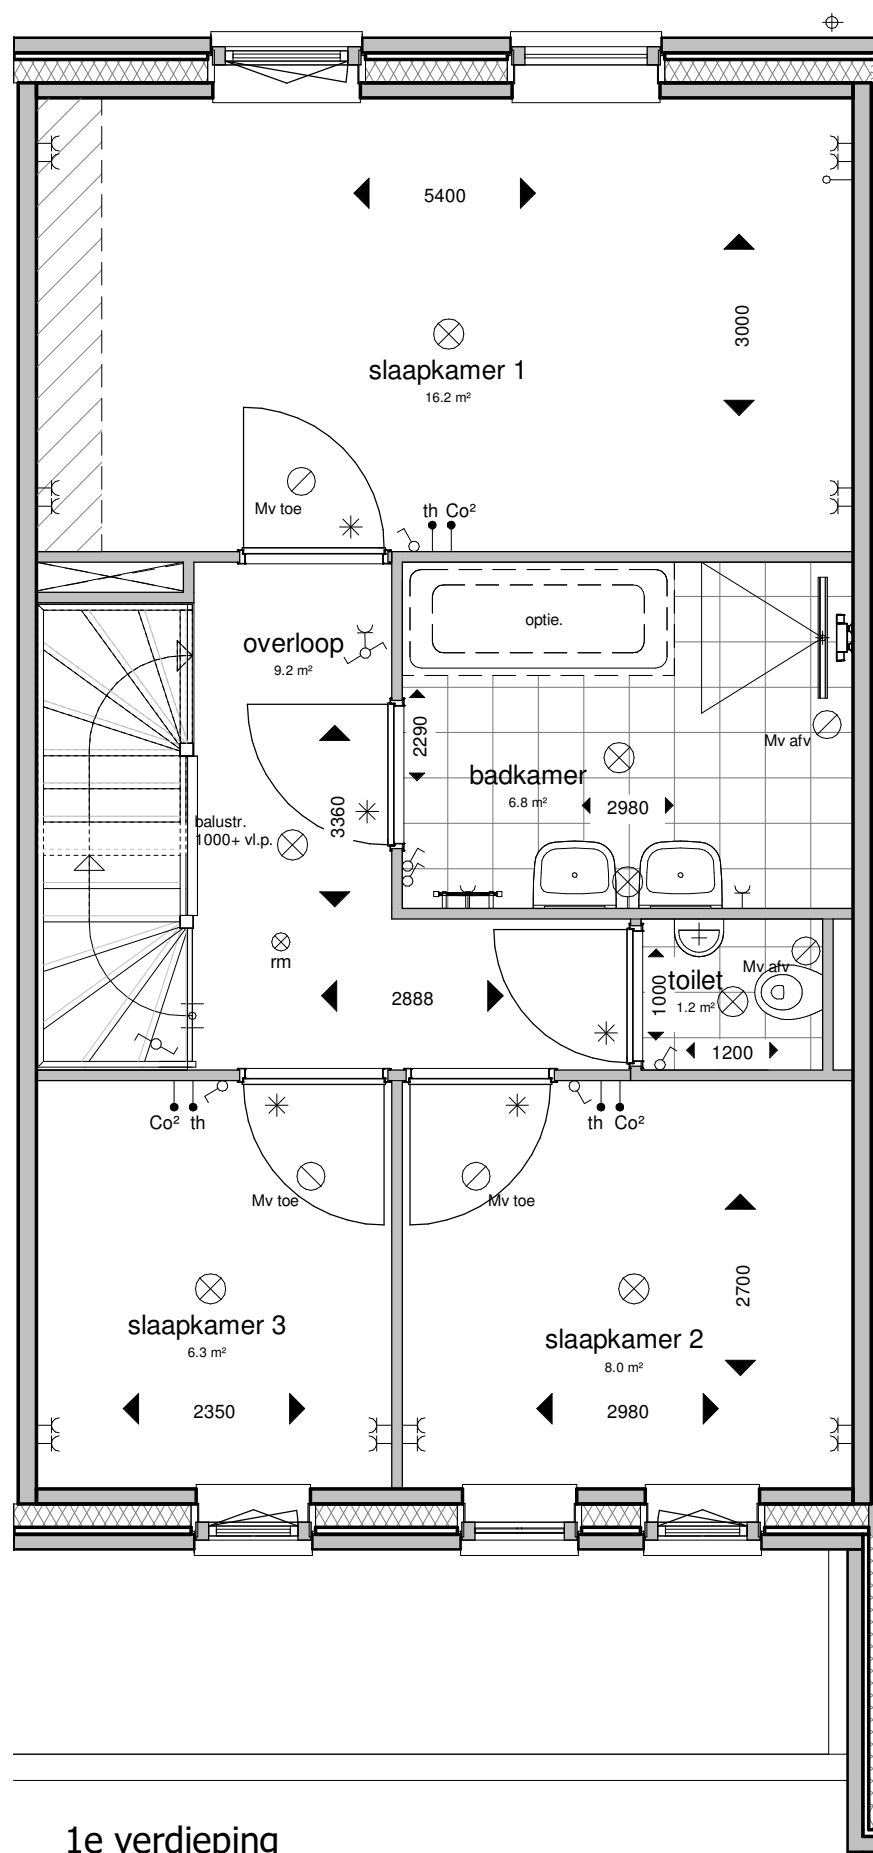 5400
3000
slaapkamer 1
16.2 m²
Mv toe
th Co²
overloop
9.2 m²
optie.
2290
Mv afv
badkamer
6.8 m²
2980
3360
balustr.
1000+ vl.p.
rm
2888
Mv afv
toilet
1.2 m²
1000
1200
Co² th
th Co²
Mv toe
Mv toe
2700
slaapkamer 3
6.3 m²
slaapkamer 2
8.0 m²
2350
2980
1e verdieping